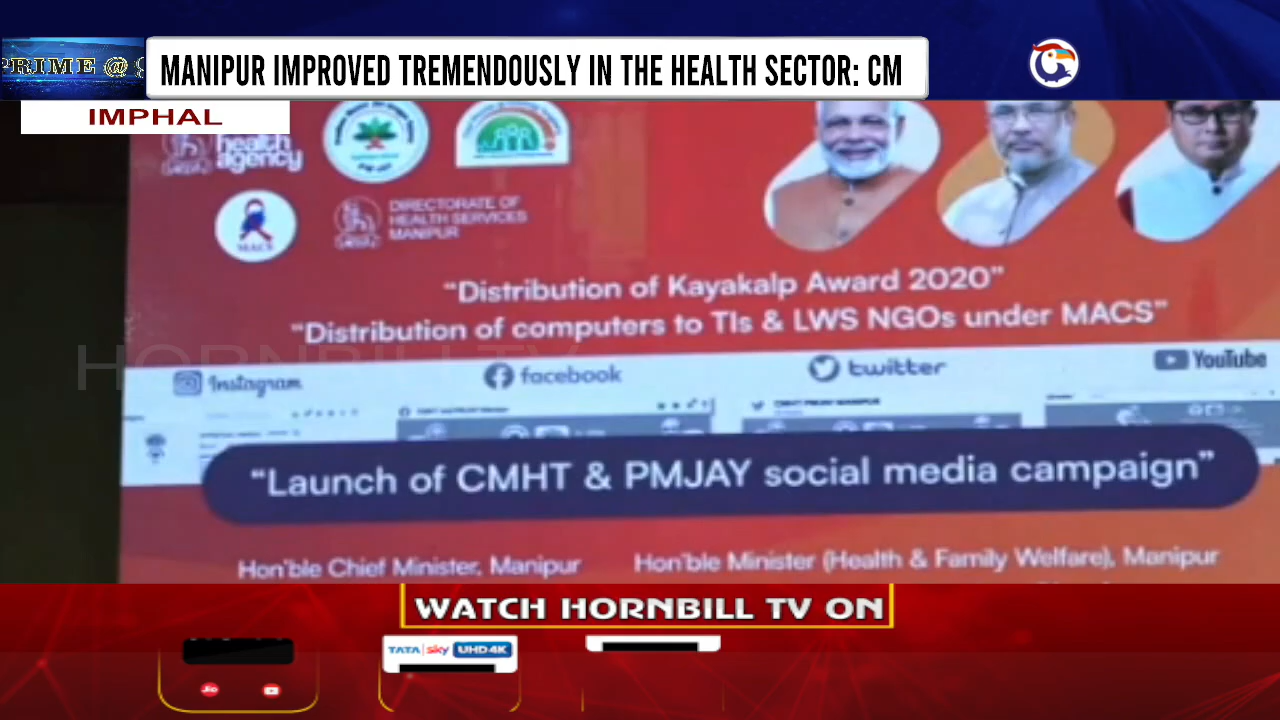 PRIME @
MANIPUR IMPROVED TREMENDOUSLY IN THE HEALTH SECTOR: CM
IMPHAL
health
agency
MACS
DIRECTORATE OF
HEALTH SERVICES
MANIPUR
“Distribution of Kayakalp Award 2020”
“Distribution of computers to TIs & LWS NGOs under MACS”
HORNBILL TV
Instagram
facebook
twitter
YouTube
“Launch of CMHT & PMJAY social media campaign”
Hon'ble Chief Minister, Manipur
Hon'ble Minister (Health & Family Welfare), Manipur
WATCH HORNBILL TV ON
TATA sky UHD 4K
Jio